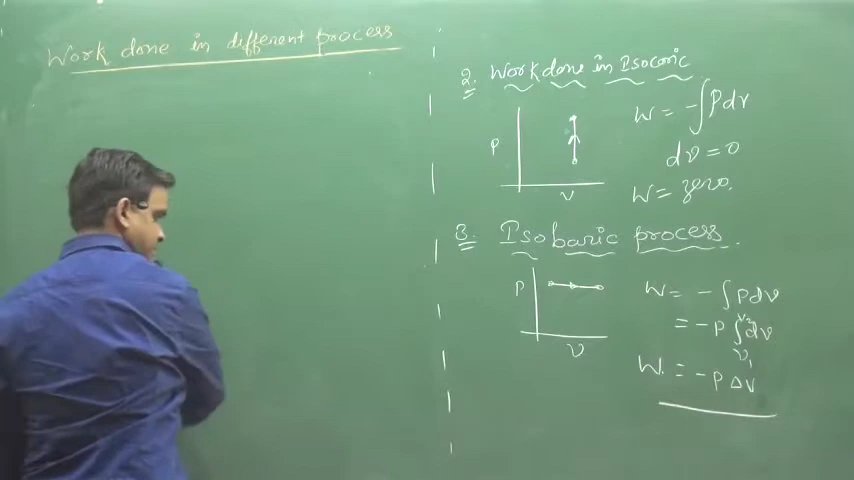 Work done in different process
2. Work done in Isocoric
P
V
W = -∫Pdv
dv = 0
W = zero.
3. Isobaric process.
P
V
W = -∫Pdv
= -P ∫v₁^v₂ dv
W. = -P ΔV